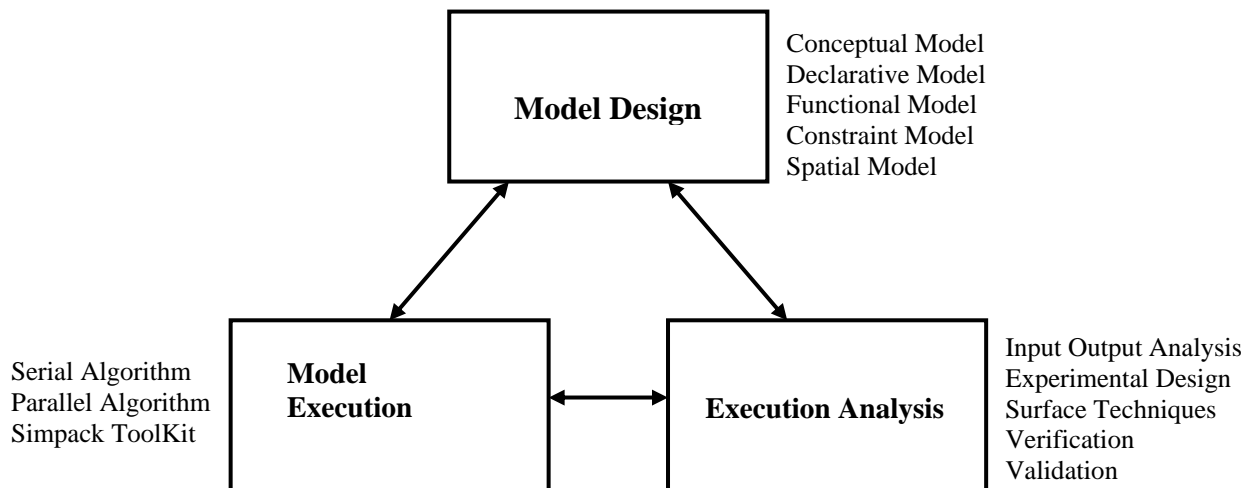 Model Design
Conceptual Model
Declarative Model
Functional Model
Constraint Model
Spatial Model
Serial Algorithm
Parallel Algorithm
Simpack ToolKit
Model
Execution
Execution Analysis
Input Output Analysis
Experimental Design
Surface Techniques
Verification
Validation